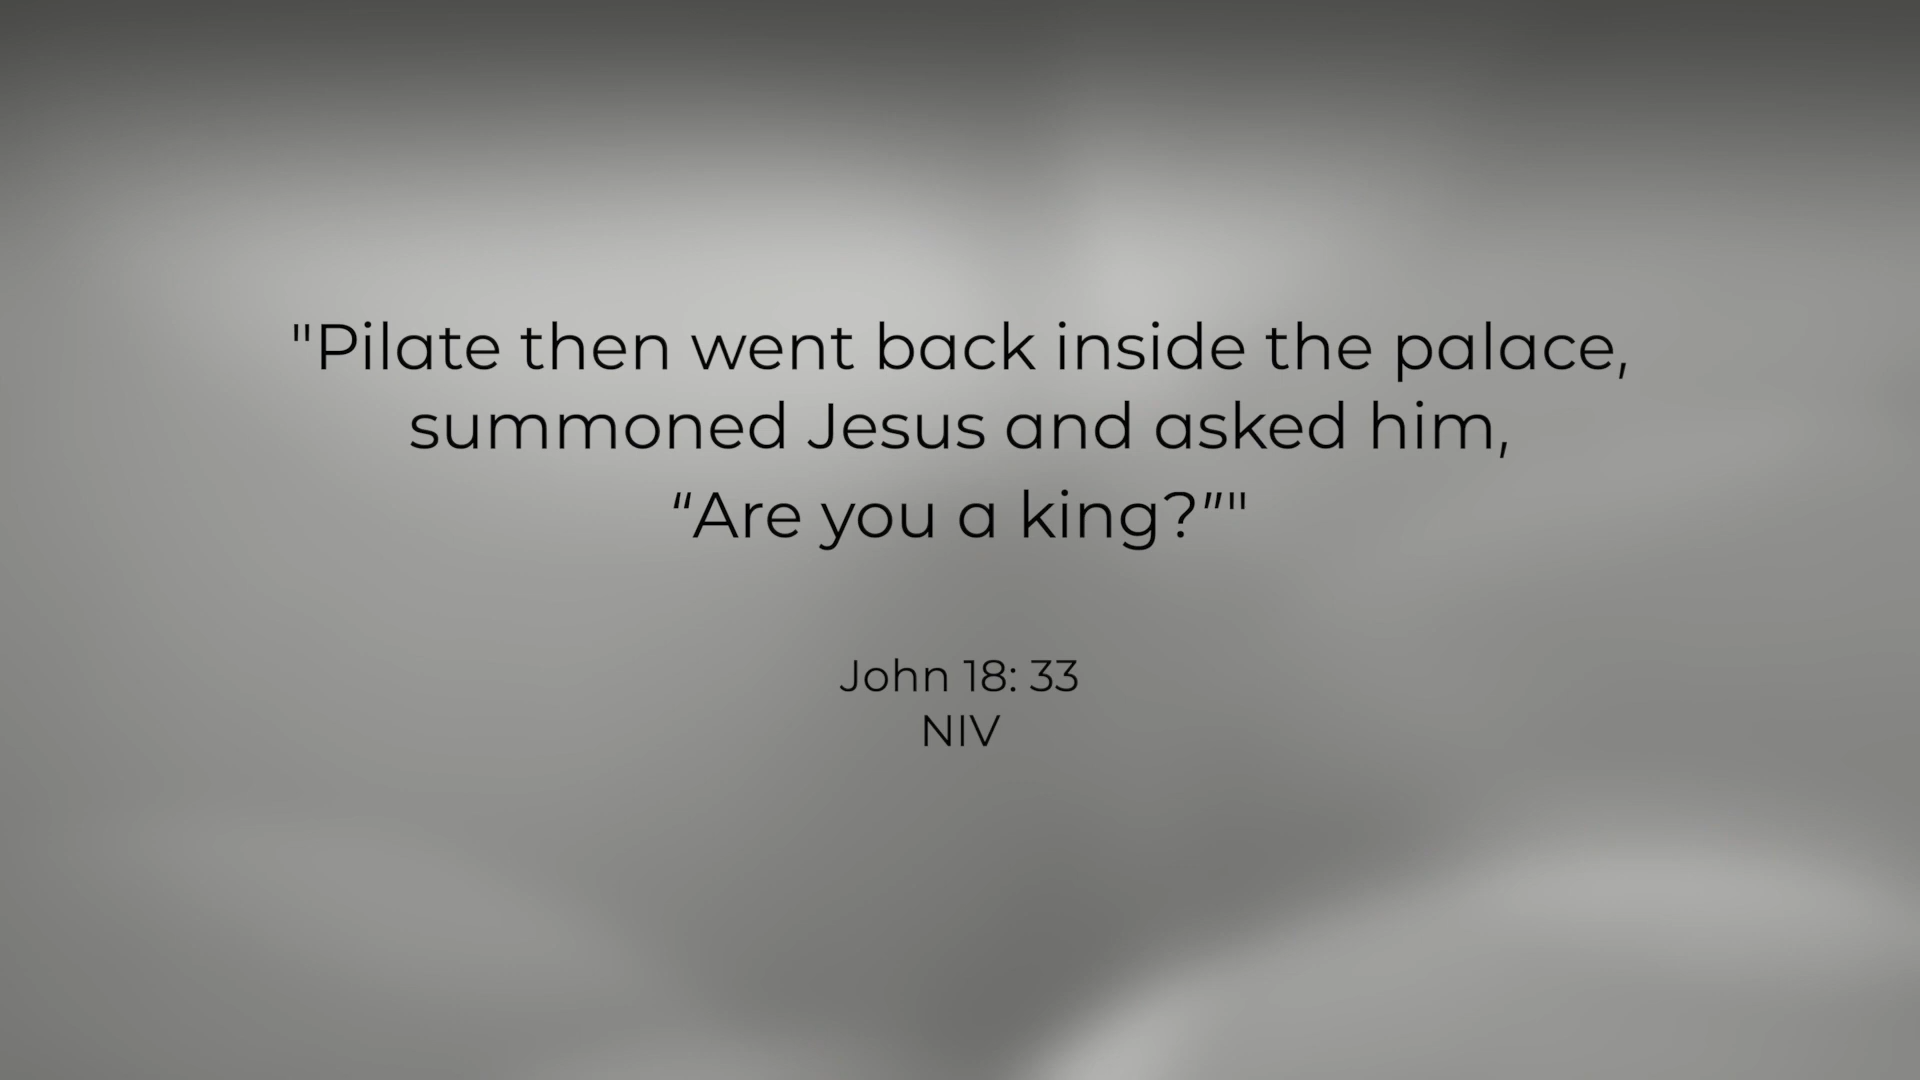 "Pilate then went back inside the palace,
summoned Jesus and asked him,
“Are you a king?”"
John 18: 33
NIV